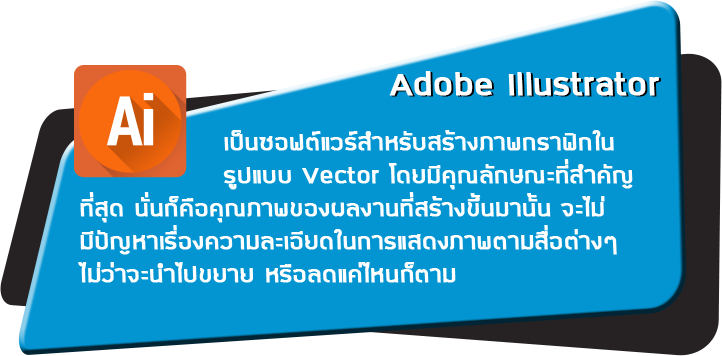 Adobe Illustrator
Ai
เป็นซอฟต์แวร์สำหรับสร้างภาพกราฟิกใน
รูปแบบ Vector โดยมีคุณลักษณะที่สำคัญ
ที่สุด นั่นก็คือคุณภาพของผลงานที่สร้างขึ้นมานั้น จะไม่
มีปัญหาเรื่องความละเอียดในการแสดงภาพตามสื่อต่างๆ
ไม่ว่าจะนำไปขยาย หรือลดแค่ไหนก็ตาม